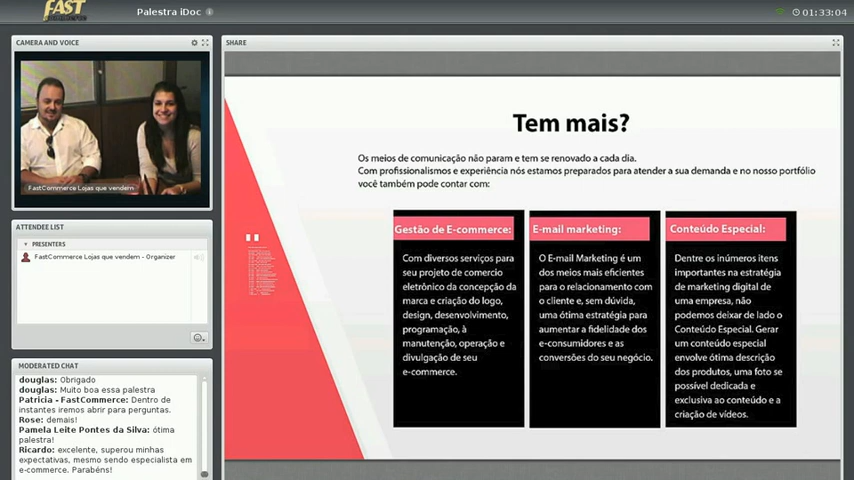 FAST
Palestra iDoc
01:33:04
CAMERA AND VOICE
FastCommerce Lojas que vendem
ATTENDEE LIST
PRESENTERS
FastCommerce Lojas que vendem - Organizer
MODERATED CHAT
douglas: Obrigado
douglas: Muito boa essa palestra
Patricia - FastCommerce: Dentro de
instantes iremos abrir para perguntas.
Rose: demais!
Pamela Leite Pontes da Silva: ótima
palestra!
Ricardo: excelente, superou minhas
expectativas, mesmo sendo especialista em
e-commerce. Parabéns!
SHARE
Tem mais?
Os meios de comunicação não param e tem se renovado a cada dia.
Com profissionalismos e experiência nós estamos preparados para atender a sua demanda e no nosso portfólio
você também pode contar com:
Gestão de E-commerce:
Com diversos serviços para
seu projeto de comercio
eletrônico da concepção da
marca e criação do logo,
design, desenvolvimento,
programação, à
manutenção, operação e
divulgação de seu
e-commerce.
E-mail marketing:
O E-mail Marketing é um
dos meios mais eficientes
para o relacionamento com
o cliente e, sem dúvida,
uma ótima estratégia para
aumentar a fidelidade dos
e-consumidores e as
conversões do seu negócio.
Conteúdo Especial:
Dentre os inúmeros itens
importantes na estratégia
de marketing digital de
uma empresa, não
podemos deixar de lado o
Conteúdo Especial. Gerar
um conteúdo especial
envolve ótima descrição
dos produtos, uma foto se
possível dedicada e
exclusiva ao conteúdo e a
criação de vídeos.